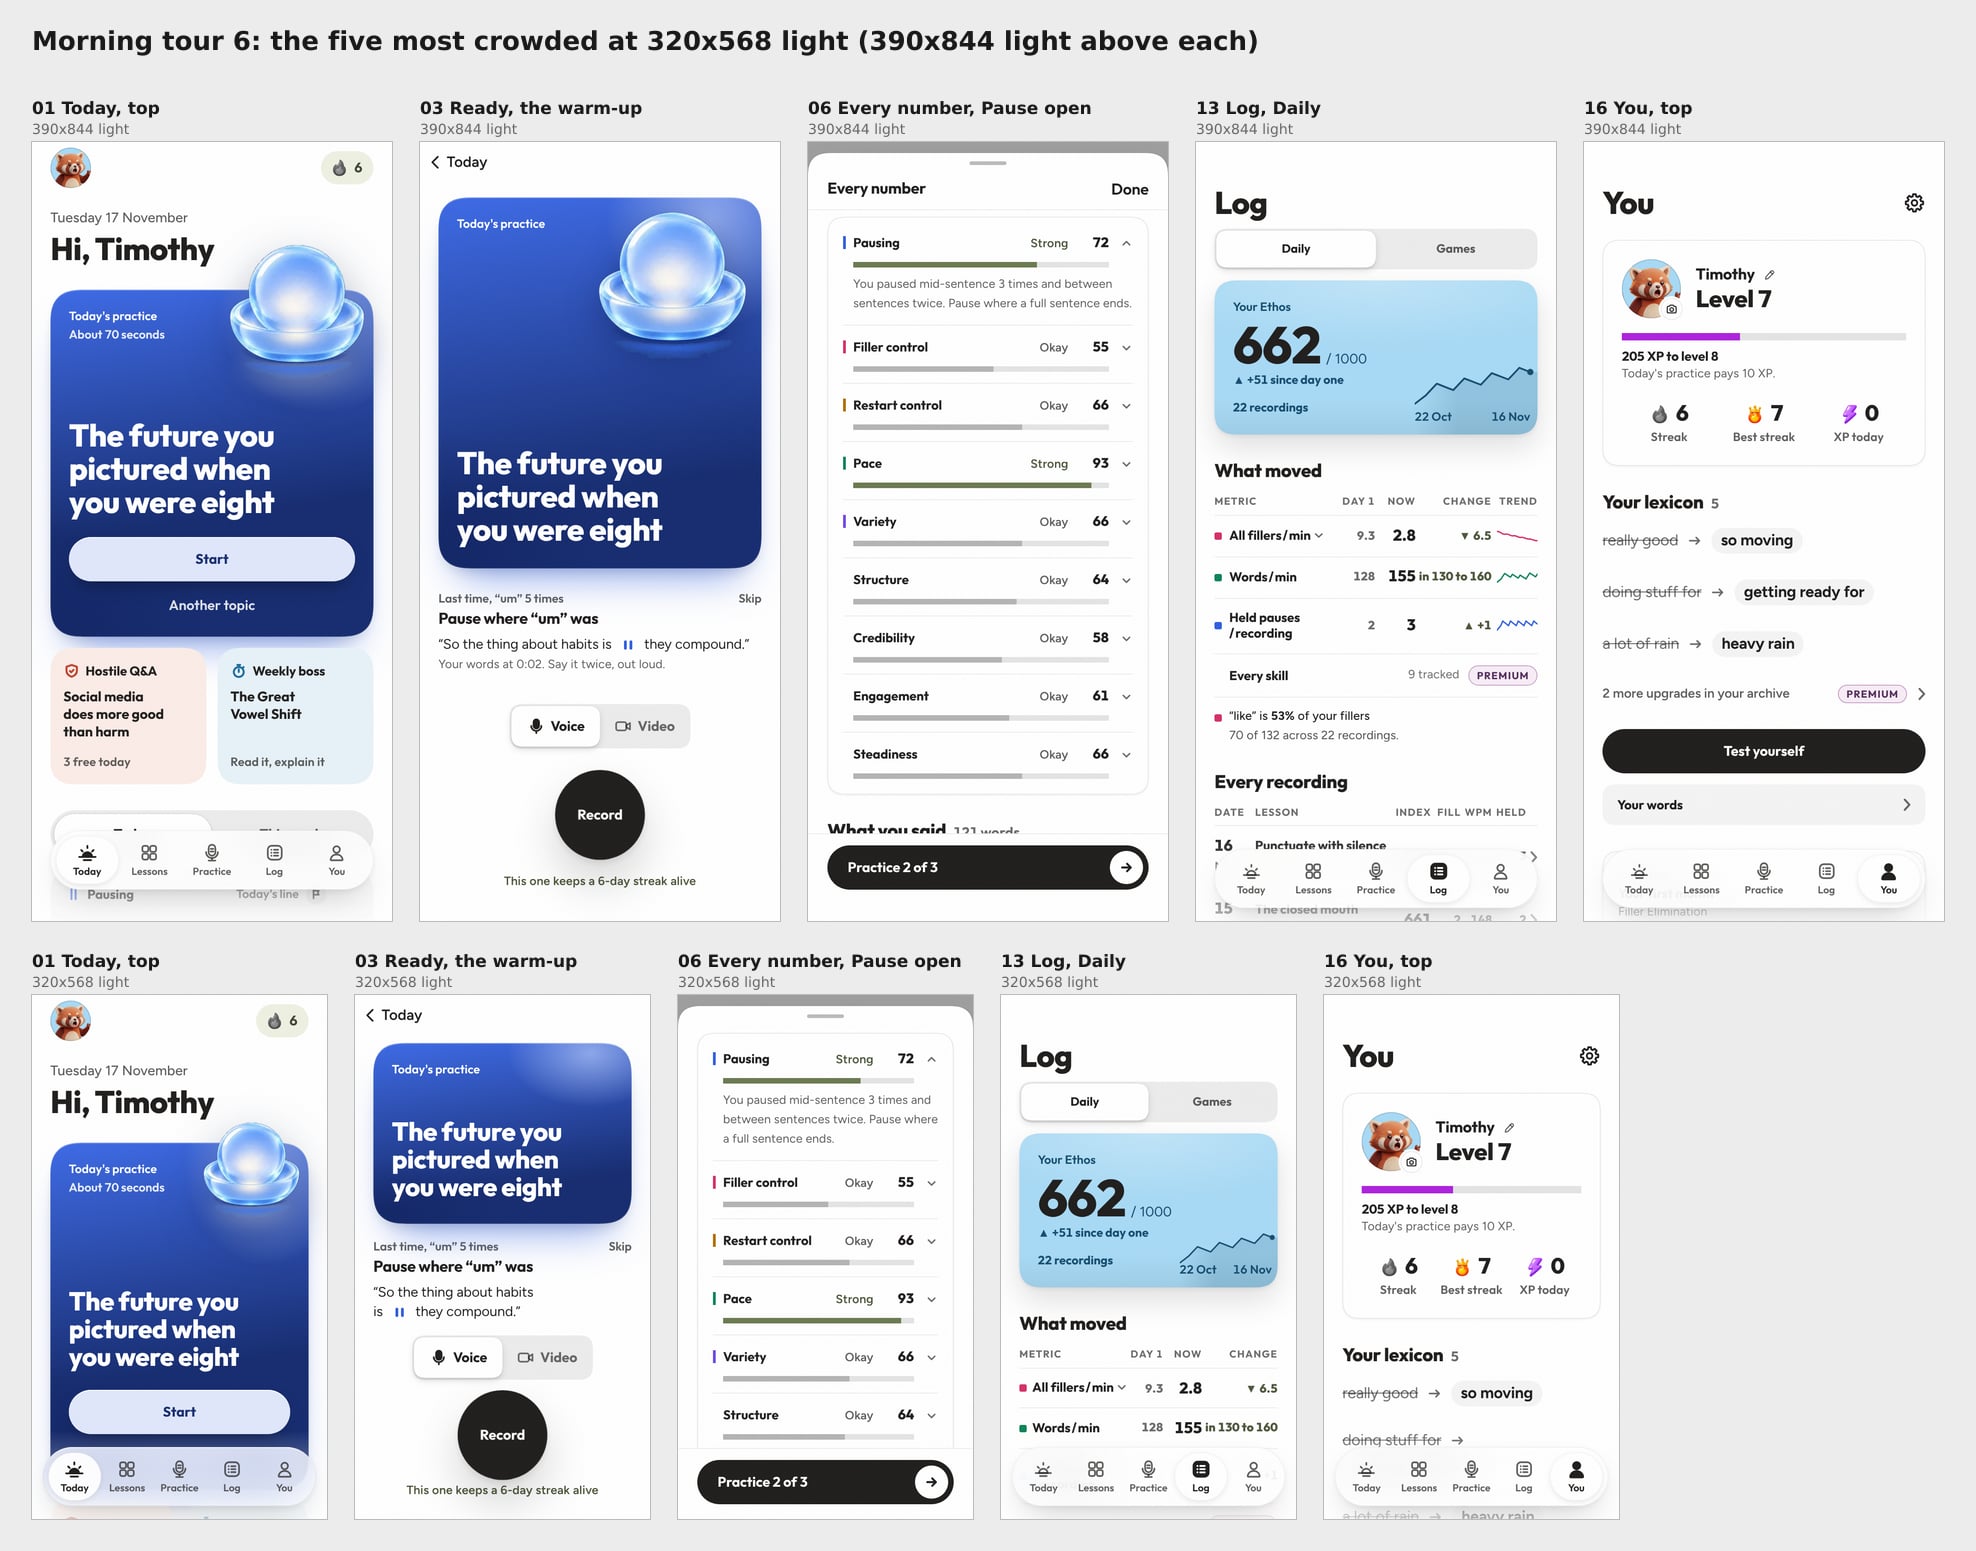 Morning tour 6: the five most crowded at 320x568 light (390x844 light above each)
01 Today, top
390x844 light
6
Tuesday 17 November
Hi, Timothy
Today's practice
About 70 seconds
The future you
pictured when
you were eight
Start
Another topic
Hostile Q&A
Social media
does more good
than harm
3 free today
Weekly boss
The Great
Vowel Shift
Read it, explain it
Today
Lessons
Practice
Log
You
Pausing
Today's line
03 Ready, the warm-up
390x844 light
Today
Today's practice
The future you
pictured when
you were eight
Last time, “um” 5 times
Skip
Pause where “um” was
“So the thing about habits is they compound.”
Your words at 0:02. Say it twice, out loud.
Voice
Video
Record
This one keeps a 6-day streak alive
06 Every number, Pause open
390x844 light
Every number
Done
Pausing Strong 72
You paused mid-sentence 3 times and between
sentences twice. Pause where a full sentence ends.
Filler control Okay 55
Restart control Okay 66
Pace Strong 93
Variety Okay 66
Structure Okay 64
Credibility Okay 58
Engagement Okay 61
Steadiness Okay 66
What you said 121 words
Practice 2 of 3
13 Log, Daily
390x844 light
Log
Daily
Games
Your Ethos
662 / 1000
▲ +51 since day one
22 recordings
22 Oct
16 Nov
What moved
METRIC DAY 1 NOW CHANGE TREND
All fillers/min 9.3 2.8 ▼ 6.5
Words/min 128 155 in 130 to 160
Held pauses
/recording 2 3 ▲ +1
Every skill 9 tracked PREMIUM
“like” is 53% of your fillers
70 of 132 across 22 recordings.
Every recording
DATE LESSON INDEX FILL WPM HELD
16 Punctuate with silence
Today
Lessons
Practice
Log
You
15 The closed mouth 661 2 148 2
16 You, top
390x844 light
You
Timothy
Level 7
205 XP to level 8
Today's practice pays 10 XP.
6
Streak
7
Best streak
0
XP today
Your lexicon 5
really good → so moving
doing stuff for → getting ready for
a lot of rain → heavy rain
2 more upgrades in your archive PREMIUM
Test yourself
Your words
Today
Lessons
Practice
Log
You
Filler Elimination
01 Today, top
320x568 light
6
Tuesday 17 November
Hi, Timothy
Today's practice
About 70 seconds
The future you
pictured when
you were eight
Start
Today
Lessons
Practice
Log
You
03 Ready, the warm-up
320x568 light
Today
Today's practice
The future you
pictured when
you were eight
Last time, “um” 5 times
Skip
Pause where “um” was
“So the thing about habits
is they compound.”
Voice
Video
Record
This one keeps a 6-day streak alive
06 Every number, Pause open
320x568 light
Pausing Strong 72
You paused mid-sentence 3 times and
between sentences twice. Pause where
a full sentence ends.
Filler control Okay 55
Restart control Okay 66
Pace Strong 93
Variety Okay 66
Structure Okay 64
Practice 2 of 3
13 Log, Daily
320x568 light
Log
Daily
Games
Your Ethos
662 / 1000
▲ +51 since day one
22 recordings
22 Oct
16 Nov
What moved
METRIC DAY 1 NOW CHANGE
All fillers/min 9.3 2.8 ▼ 6.5
Words/min 128 155 in 130 to 160
Today
Lessons
Practice
Log
You
16 You, top
320x568 light
You
Timothy
Level 7
205 XP to level 8
Today's practice pays 10 XP.
6
Streak
7
Best streak
0
XP today
Your lexicon 5
really good → so moving
doing stuff for →
Today
Lessons
Practice
Log
You
a lot of rain → heavy rain